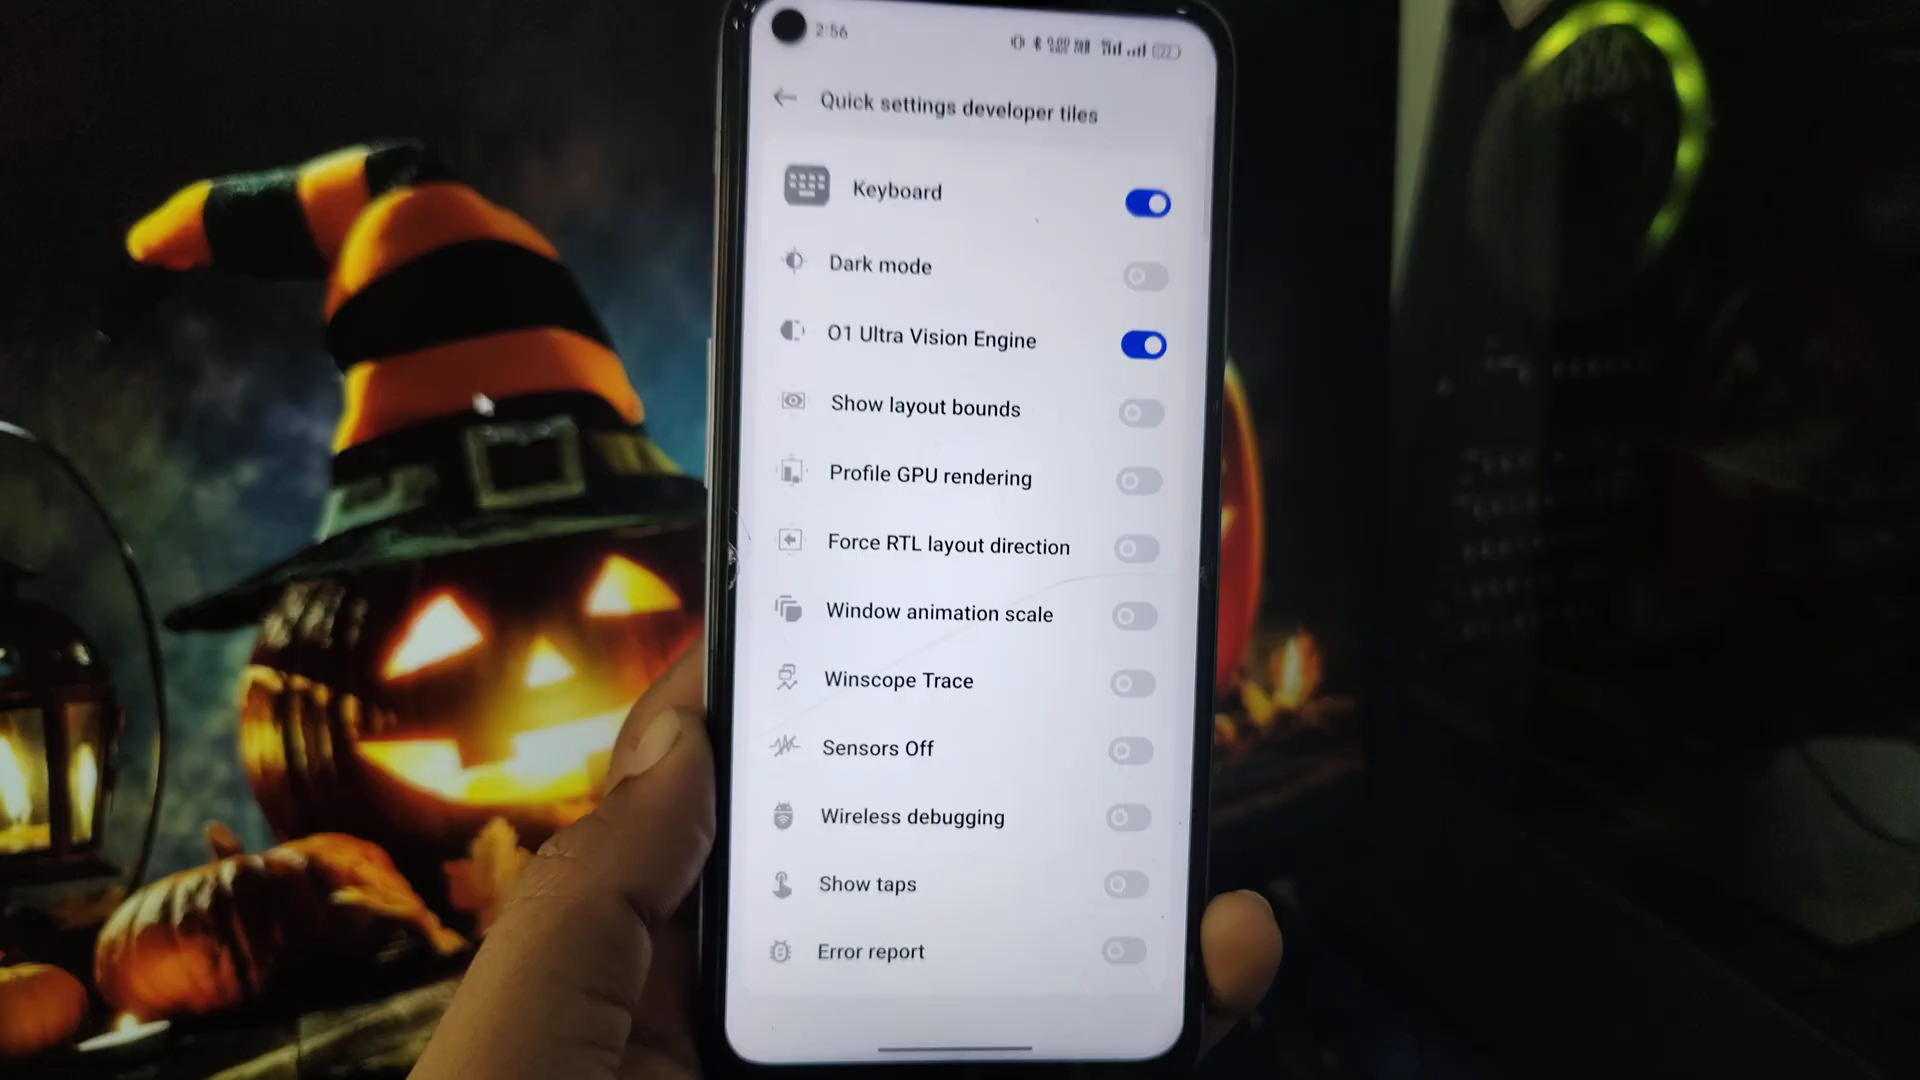 2:56
Quick settings developer tiles
Keyboard
Dark mode
O1 Ultra Vision Engine
Show layout bounds
Profile GPU rendering
Force RTL layout direction
Window animation scale
Winscope Trace
Sensors Off
Wireless debugging
Show taps
Error report